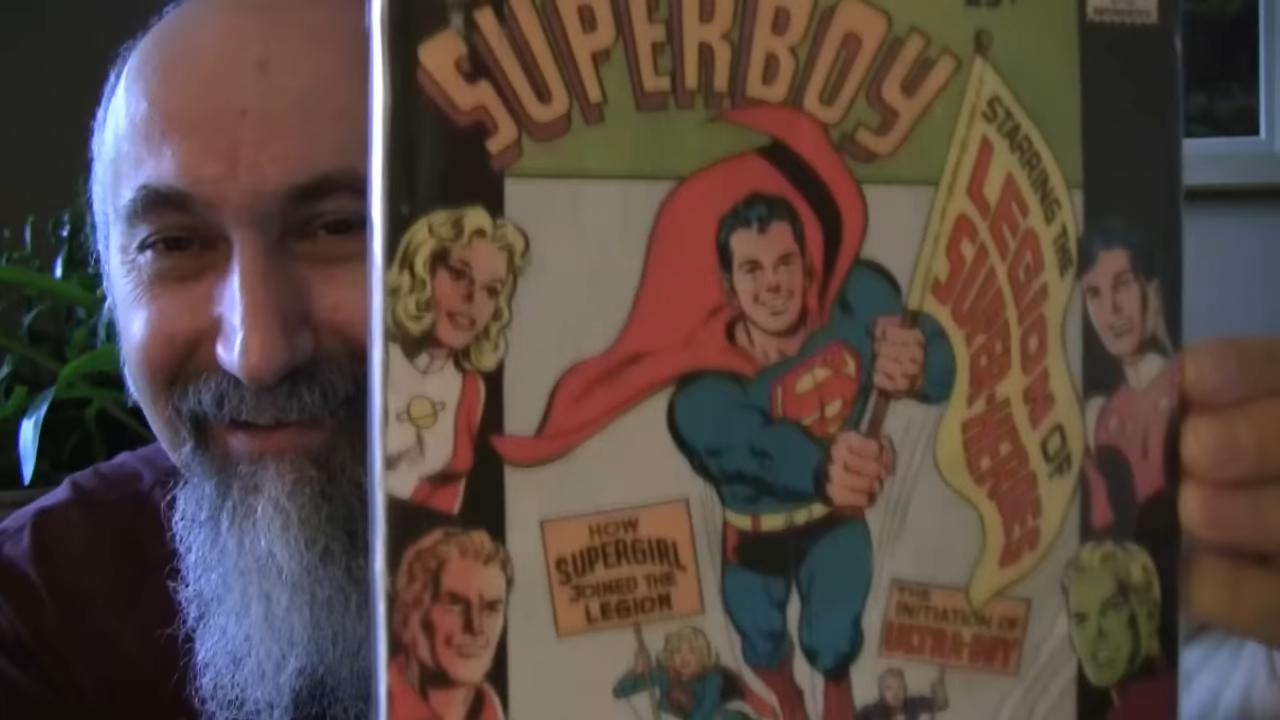 SUPERBOY
STARRING THE
LEGION OF
SUPER-HEROES
HOW
SUPERGIRL
JOINED THE
LEGION
THE
INITIATION OF
ULTRA BOY